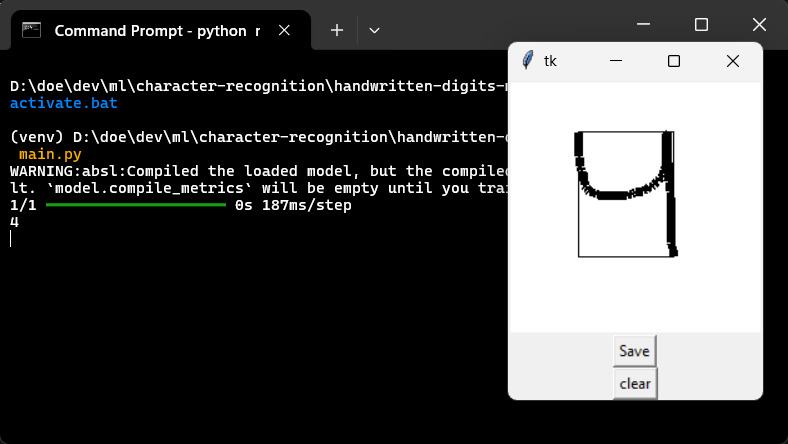 Command Prompt - python r
D:\doe\dev\ml\character-recognition\handwritten-digits-
activate.bat
(venv) D:\doe\dev\ml\character-recognition\handwritten-
main.py
WARNING:absl:Compiled the loaded model, but the compiled
lt. `model.compile_metrics` will be empty until you trai
1/1 0s 187ms/step
4
tk
4
Save
clear